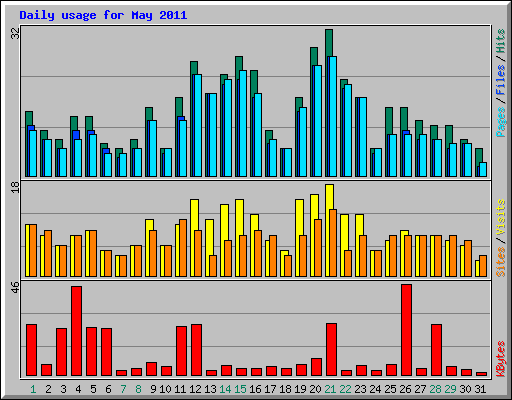 Daily usage for May 2011
32
Pages / Files / Hits
18
Sites / Visits
46
KBytes
1 2 3 4 5 6 7 8 9 10 11 12 13 14 15 16 17 18 19 20 21 22 23 24 25 26 27 28 29 30 31